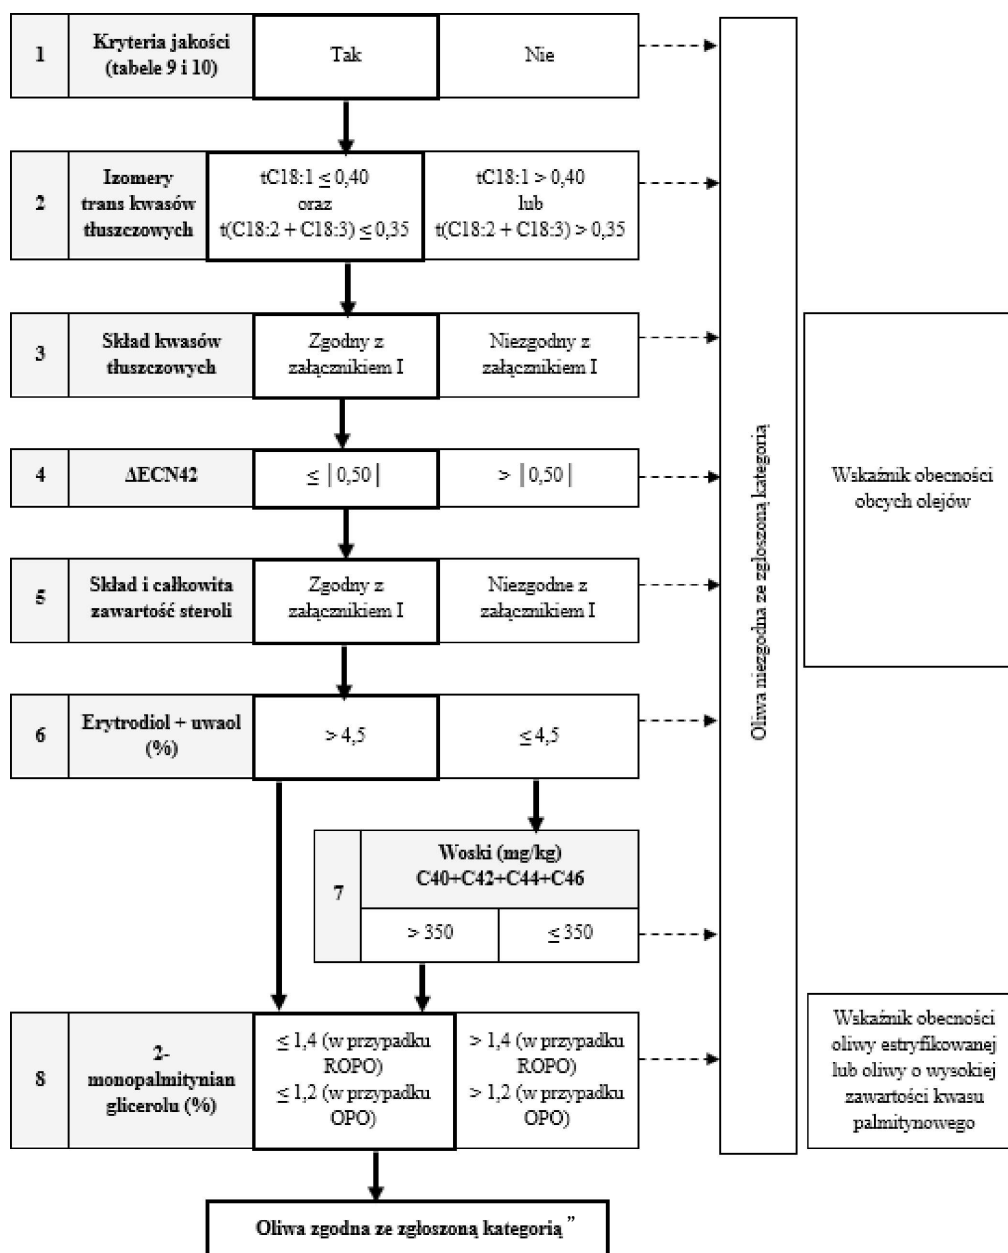 1
Kryteria jakości
(tabele 9 i 10)
Tak
Nie
2
Izomery
trans kwasów
tłuszczowych
tC18:1 ≤ 0,40
oraz
t(C18:2 + C18:3) ≤ 0,35
tC18:1 > 0,40
lub
t(C18:2 + C18:3) > 0,35
3
Skład kwasów
tłuszczowych
Zgodny z
załącznikiem I
Niezgodny z
załącznikiem I
4
ΔECN42
≤ |0,50|
> |0,50|
5
Skład i całkowita
zawartość steroli
Zgodny z
załącznikiem I
Niezgodne z
załącznikiem I
6
Erytrodiol + uwaol
(%)
> 4,5
≤ 4,5
7
Woski (mg/kg)
C40+C42+C44+C46
> 350
≤ 350
8
2-
monopalmitynian
glicerolu (%)
≤ 1,4 (w przypadku
ROPO)
≤ 1,2 (w przypadku
OPO)
> 1,4 (w przypadku
ROPO)
> 1,2 (w przypadku
OPO)
Oliwa zgodna ze zgłoszoną kategorią ”
Oliwa niezgodna ze zgłoszoną kategorią
Wskaźnik obecności
obcych olejów
Wskaźnik obecności
oliwy estryfikowanej
lub oliwy o wysokiej
zawartości kwasu
palmitynowego